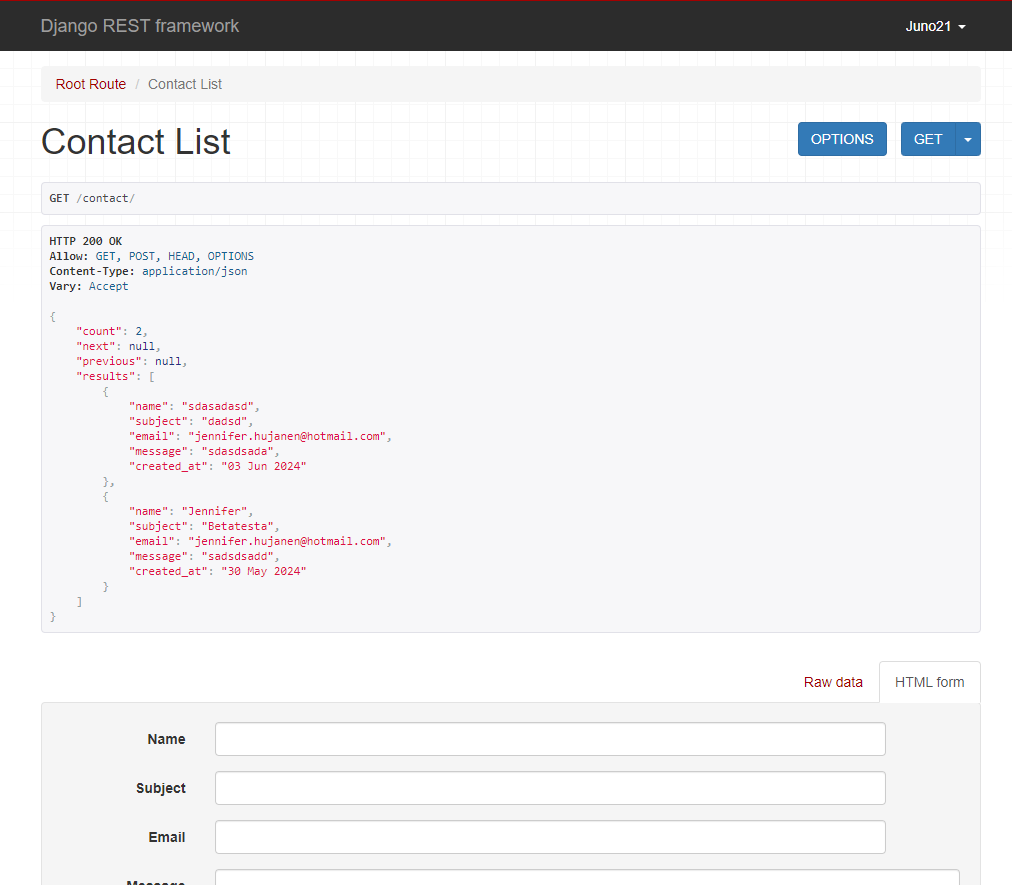 Django REST framework
Juno21
Root Route / Contact List
Contact List
OPTIONS
GET
GET /contact/
HTTP 200 OK
Allow: GET, POST, HEAD, OPTIONS
Content-Type: application/json
Vary: Accept
{
    "count": 2,
    "next": null,
    "previous": null,
    "results": [
        {
            "name": "sdasadasd",
            "subject": "dadsd",
            "email": "jennifer.hujanen@hotmail.com",
            "message": "sdasdsada",
            "created_at": "03 Jun 2024"
        },
        {
            "name": "Jennifer",
            "subject": "Betatesta",
            "email": "jennifer.hujanen@hotmail.com",
            "message": "sadsdsadd",
            "created_at": "30 May 2024"
        }
    ]
}
Raw data
HTML form
Name
Subject
Email
Message